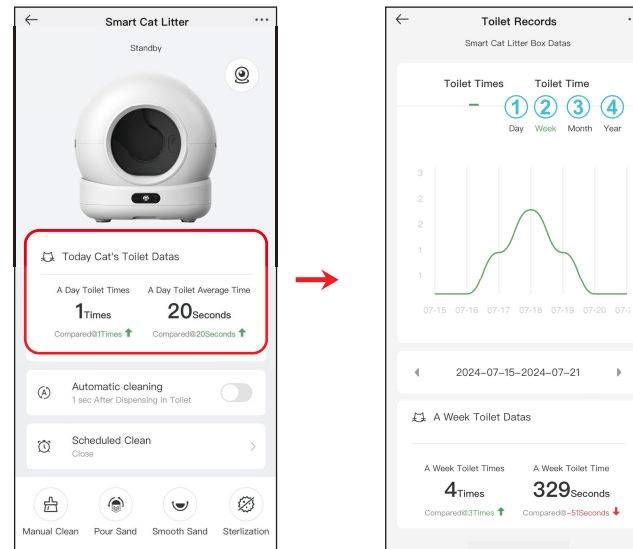 Smart Cat Litter
Standby
Today Cat's Toilet Datas
A Day Toilet Times A Day Toilet Average Time
1Times 20Seconds
Compared@1Times Compared@20Seconds
A
Automatic cleaning
1 sec After Dispensing in Toilet
Scheduled Clean
Close
Manual Clean Pour Sand Smooth Sand Sterlization
Toilet Records
Smart Cat Litter Box Datas
Toilet Times Toilet Time
1 2 3 4
Day Week Month Year
3
2
2
1
1
07-15 07-16 07-17 07-18 07-19 07-20
2024-07-15-2024-07-21
A Week Toilet Datas
A Week Toilet Times A Week Toilet Time
4Times 329Seconds
Compared@3Times Compared@-51Seconds